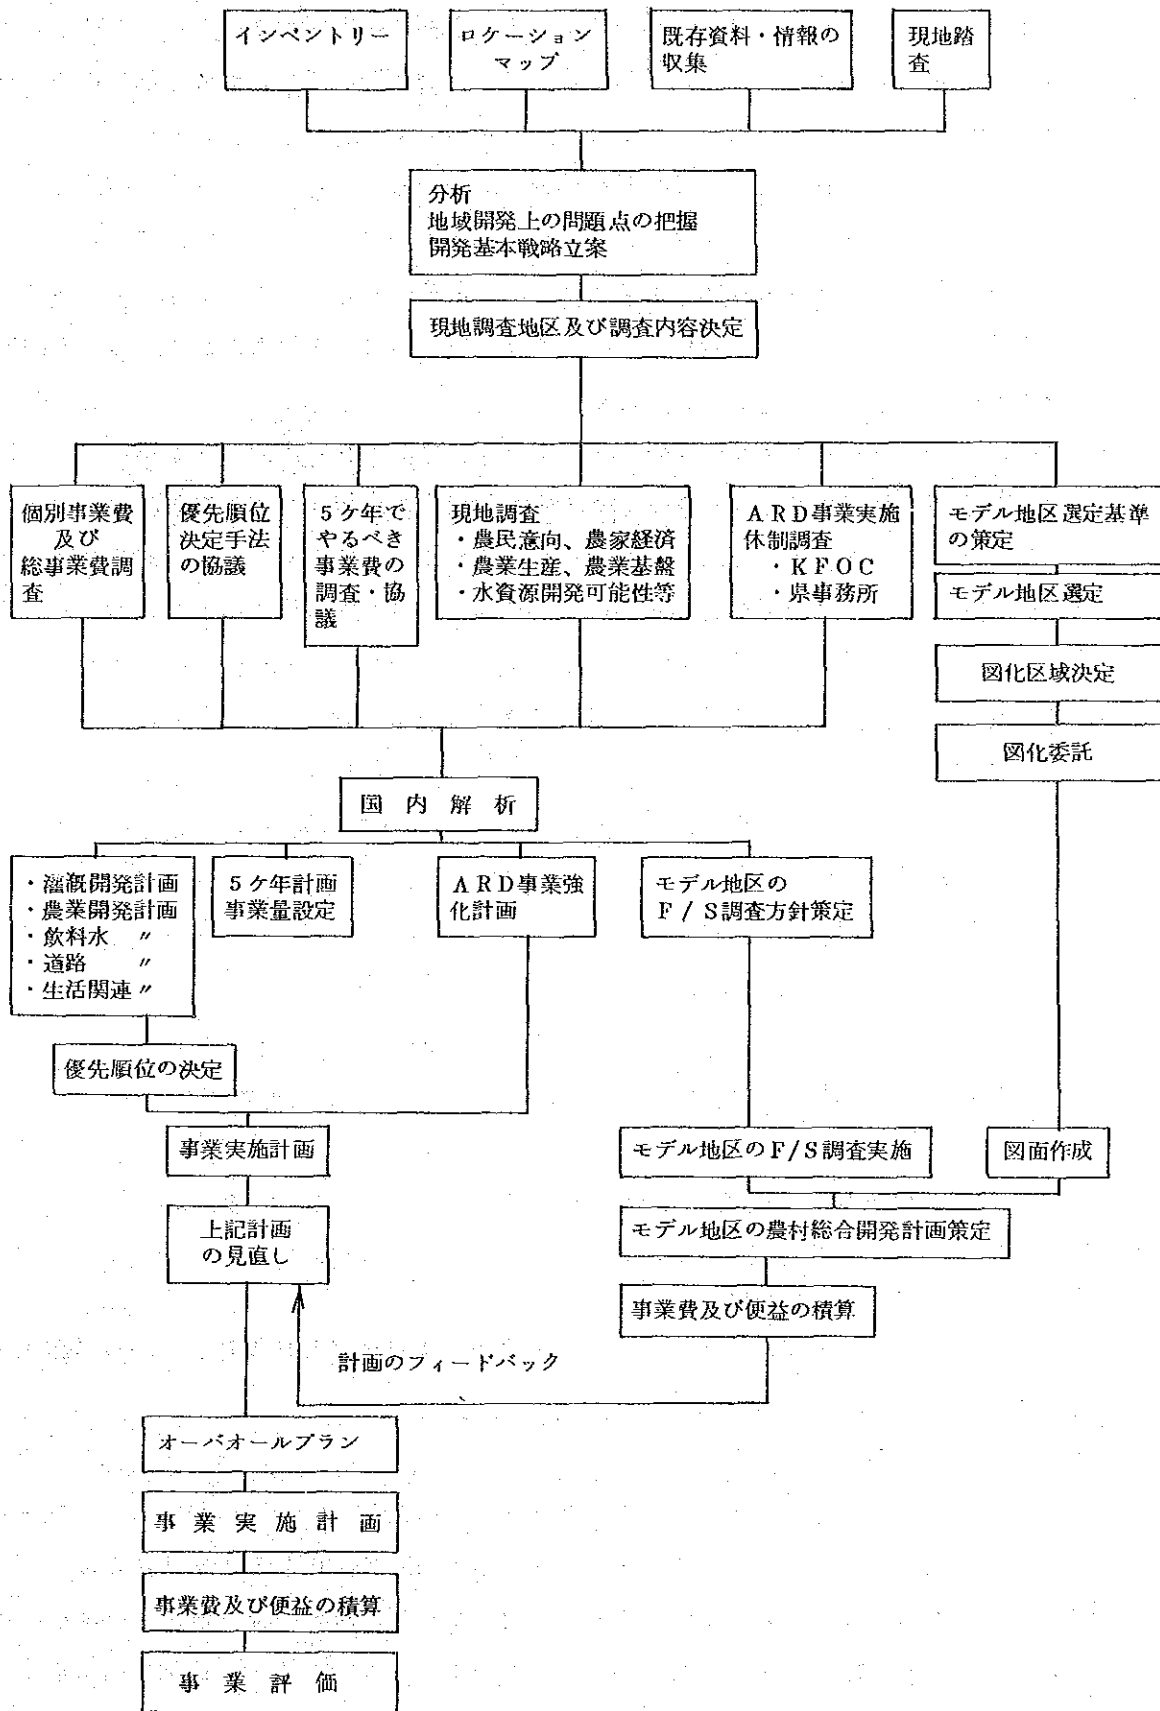 インベントリー
ロケーション
マップ
既存資料・情報の
収集
現地踏
査
分析
地域開発上の問題点の把握
開発基本戦略立案
現地調査地区及び調査内容決定
個別事業費
及び
総事業費調
査
優先順位
決定手法
の協議
5ケ年で
やるべき
事業費の
調査・協
議
現地調査
・農民意向、農家経済
・農業生産、農業基盤
・水資源開発可能性等
ARD事業実施
体制調査
・KFOC
・県事務所
モデル地区選定基準
の策定
モデル地区選定
図化区域決定
図化委託
国内解析
・灌漑開発計画
・農業開発計画
・飲料水 〃
・道路 〃
・生活関連 〃
5ケ年計画
事業量設定
ARD事業強
化計画
モデル地区の
F/S調査方針策定
優先順位の決定
事業実施計画
モデル地区のF/S調査実施
図面作成
上記計画
の見直し
モデル地区の農村総合開発計画策定
事業費及び便益の積算
計画のフィードバック
オーバオールプラン
事業実施計画
事業費及び便益の積算
事業評価